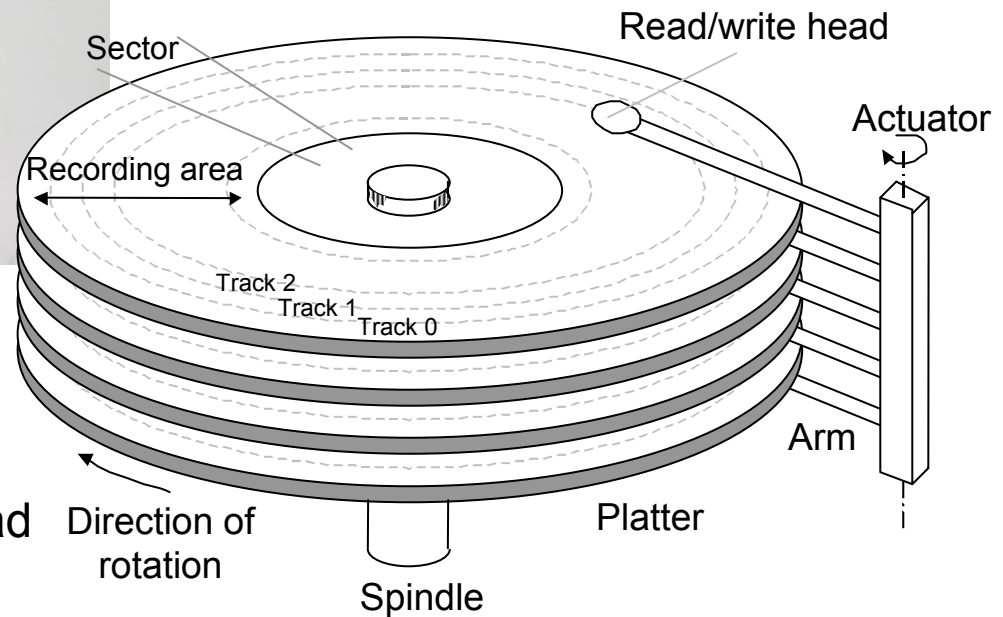 Read/write head
Sector
Actuator
Recording area
Track 2
Track 1
Track 0
Arm
Direction of
rotation
Platter
Spindle